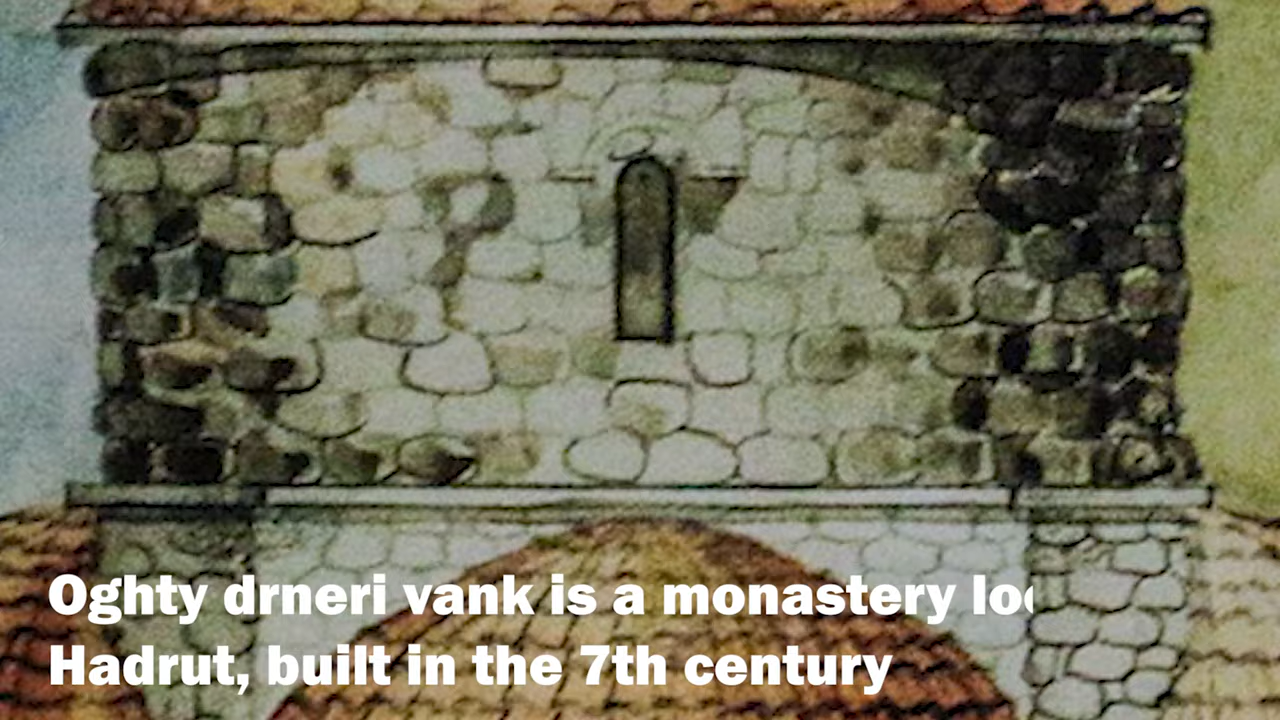 Oghty drneri vank is a monastery
Hadrut, built in the 7th century